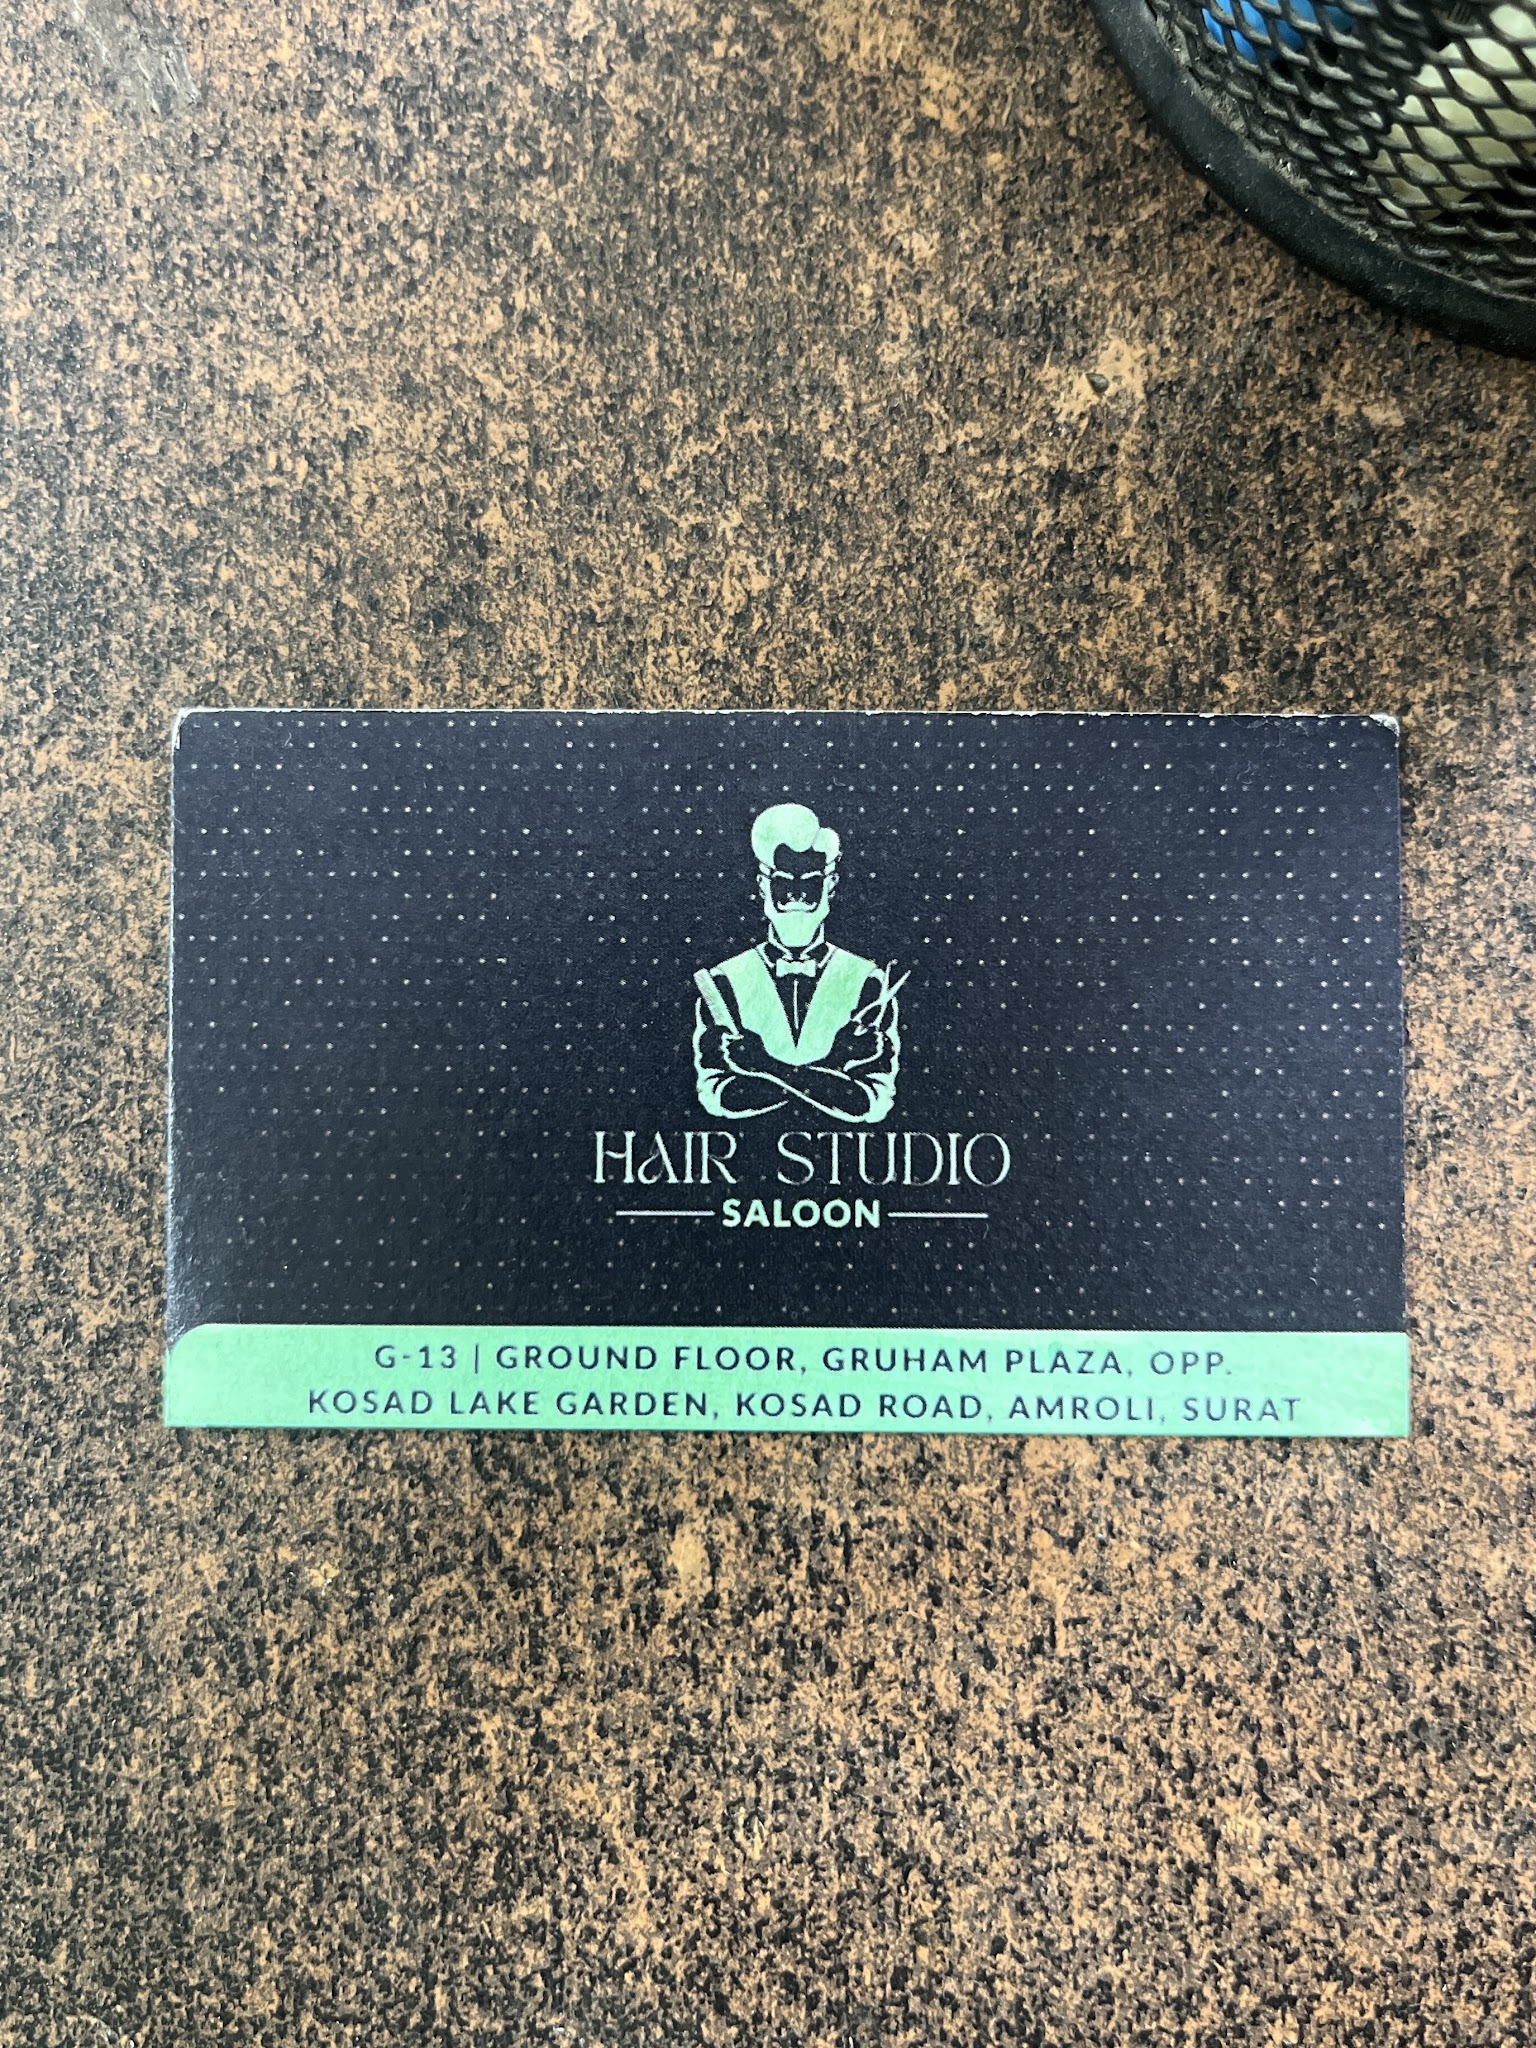 HAIR STUDIO
SALOON
G-13 | GROUND FLOOR, GRUHAM PLAZA, OPP.
KOSAD LAKE GARDEN, KOSAD ROAD, AMROLI, SURAT